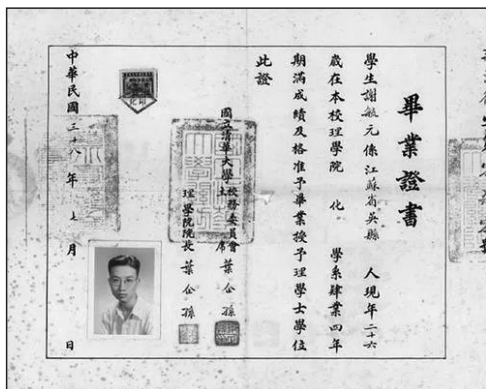 畢業證書
學生謝毓元係江蘇省吳縣人現年二十六
歲在本校理學院化學系肄業四年
期滿成績及格准予畢業授予理學士學位
此證
國立清華大學校務委員會主席葉企孫
理學院院長葉企孫
中華民國三十八年七月日